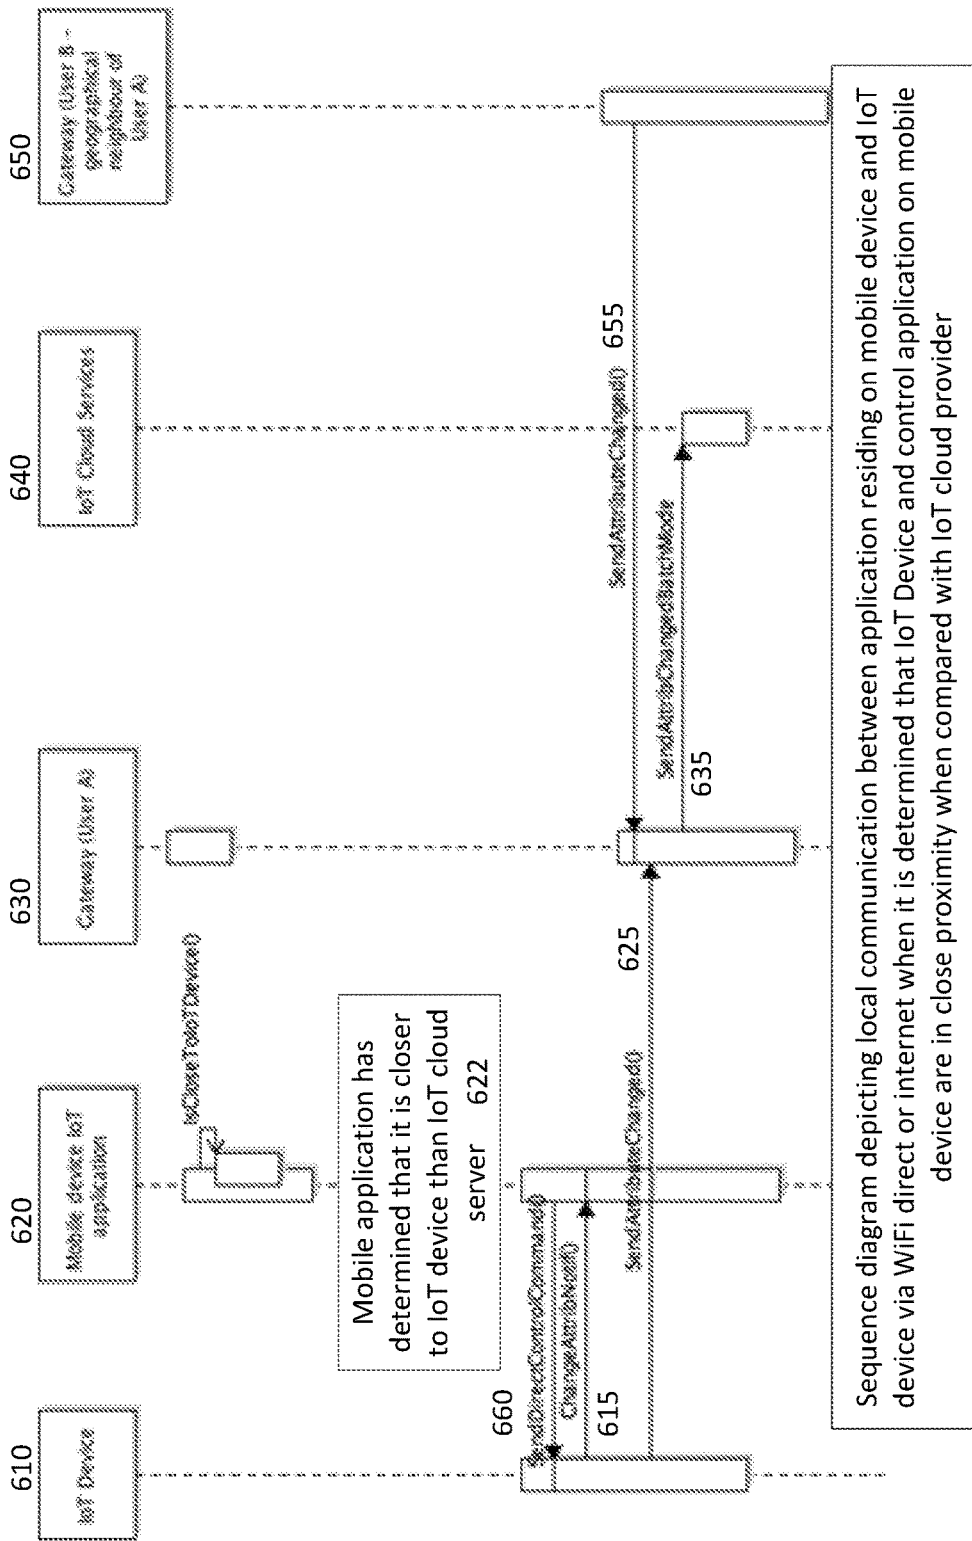 610
IoT Device
620
Mobile device IoT
application
630
Gateway (User A)
640
IoT Cloud Services
650
Gateway (User B –
geographical
neighbour of
User A)
IsCloseToIoTDevice()
Mobile application has
determined that it is closer
to IoT device than IoT cloud
server 622
660
SendDirectControlCommand()
ChangeAttribNotif()
615
SendAttributeChanged()
625
SendAttributeChanged()
655
SendAttribChangedBatchMode
635
Sequence diagram depicting local communication between application residing on mobile device and IoT
device via WiFi direct or internet when it is determined that IoT Device and control application on mobile
device are in close proximity when compared with IoT cloud provider